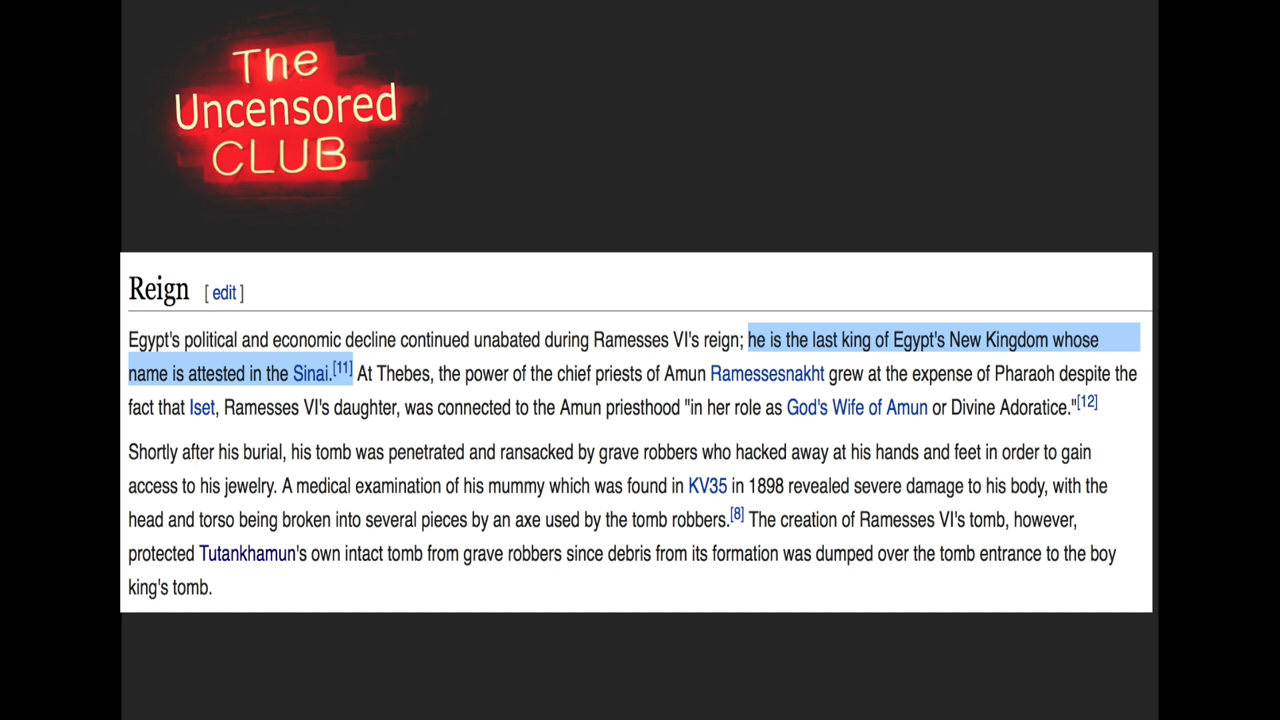 The
Uncensored
CLUB
Reign [ edit ]
Egypt's political and economic decline continued unabated during Ramesses VI's reign; he is the last king of Egypt's New Kingdom whose
name is attested in the Sinai.[11] At Thebes, the power of the chief priests of Amun Ramessesnakht grew at the expense of Pharaoh despite the
fact that Iset, Ramesses VI's daughter, was connected to the Amun priesthood "in her role as God's Wife of Amun or Divine Adoratice."[12]
Shortly after his burial, his tomb was penetrated and ransacked by grave robbers who hacked away at his hands and feet in order to gain
access to his jewelry. A medical examination of his mummy which was found in KV35 in 1898 revealed severe damage to his body, with the
head and torso being broken into several pieces by an axe used by the tomb robbers.[8] The creation of Ramesses VI's tomb, however,
protected Tutankhamun's own intact tomb from grave robbers since debris from its formation was dumped over the tomb entrance to the boy
king's tomb.